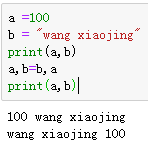 a =100
b = "wang xiaojing"
print(a,b)
a,b=b,a
print(a,b)
100 wang xiaojing
wang xiaojing 100